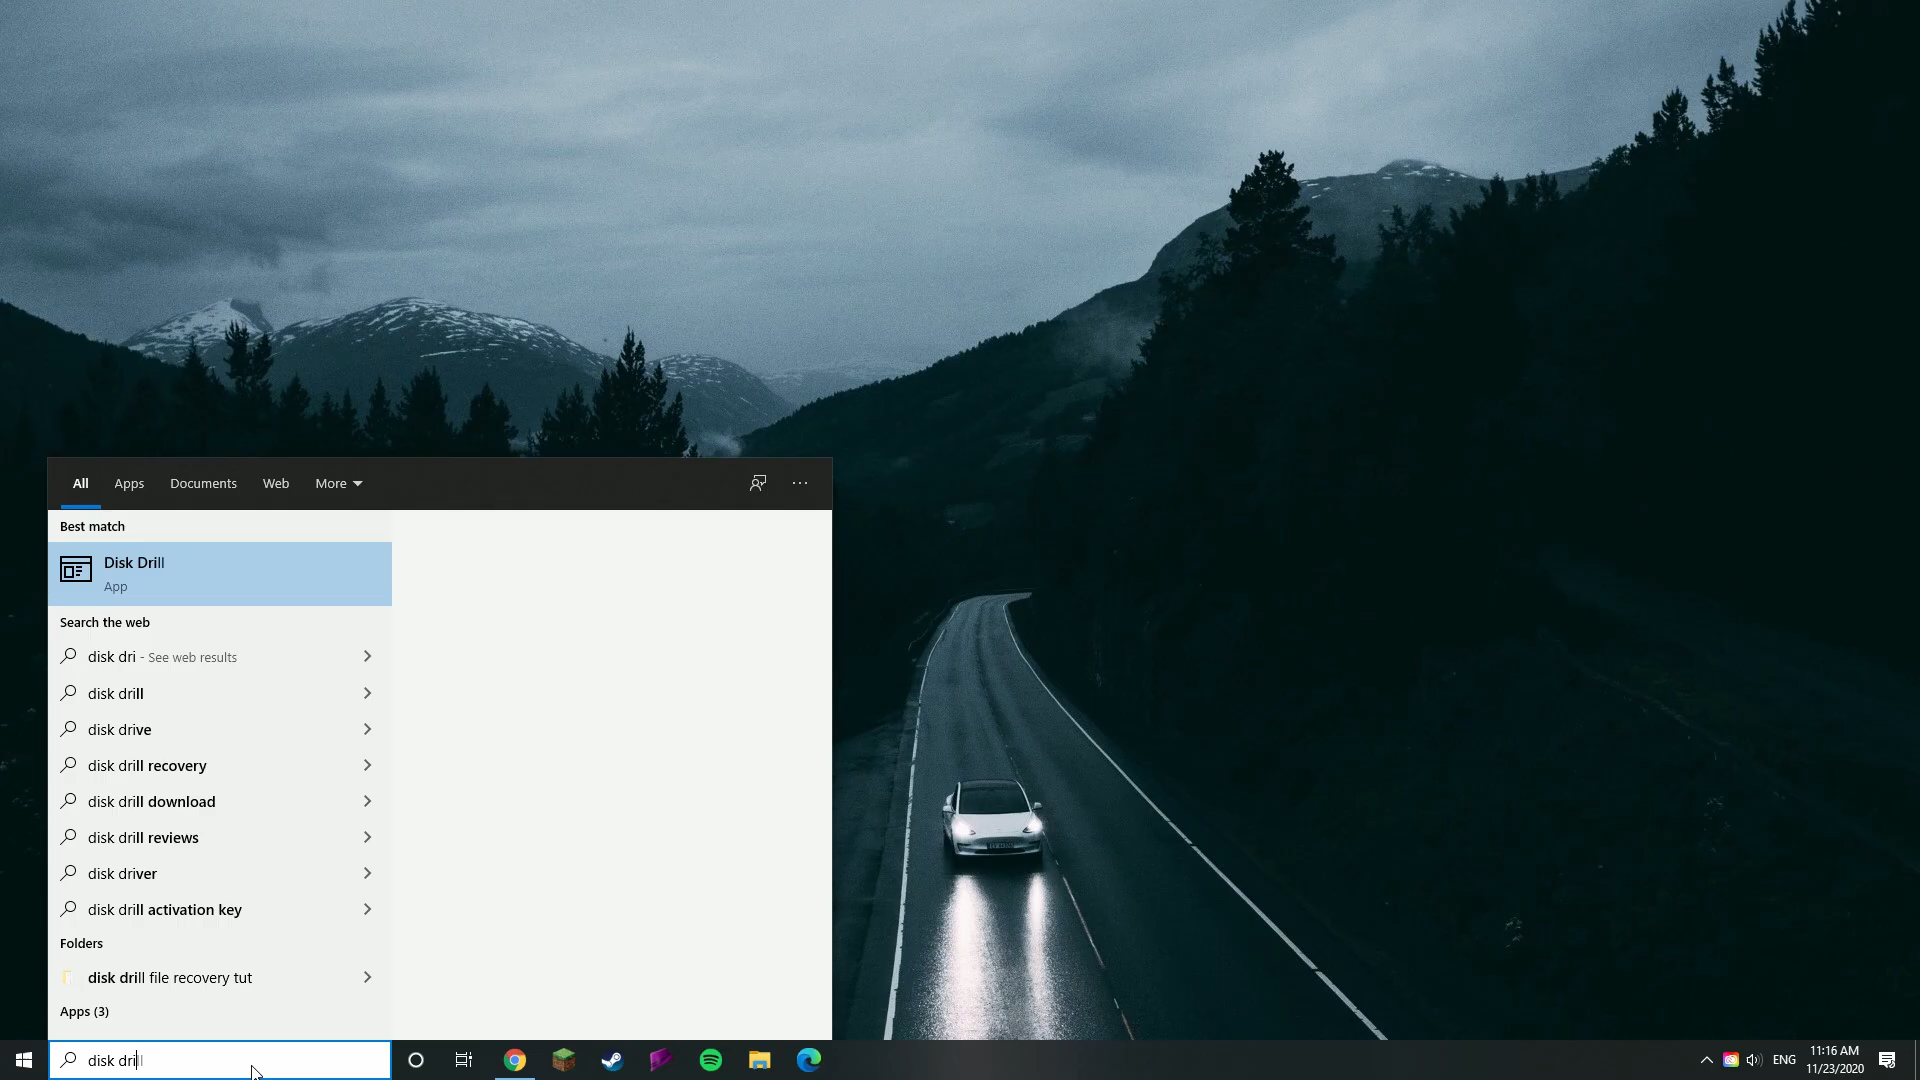 All Apps Documents Web More
Best match
Disk Drill
App
Search the web
disk dri - See web results
disk drill
disk drive
disk drill recovery
disk drill download
disk drill reviews
disk driver
disk drill activation key
Folders
disk drill file recovery tut
Apps (3)
disk drill
ENG
11:16 AM
11/23/2020